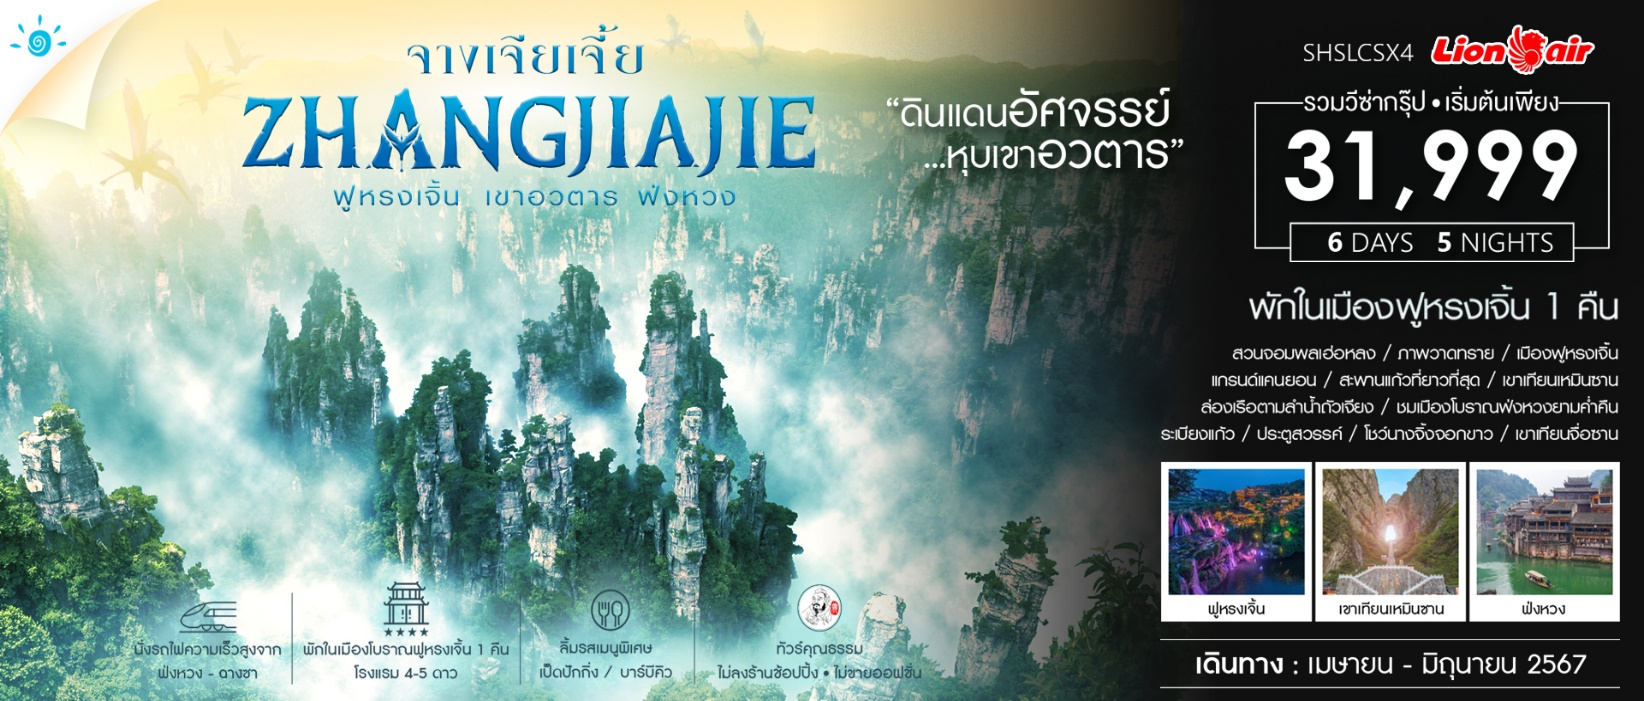 จางเจียเจี้ย
ZHANGJIAJIE
ฟูหรงเจิ้น เขาอวตาร ฟ่งหวง
“ดินแดนอัศจรรย์
...หุบเขาอวตาร”
SHSLCSX4 Lion air
รวมวีซ่ากรุ๊ป • เริ่มต้นเพียง
31,999
6 DAYS 5 NIGHTS
พักในเมืองฟูหรงเจิ้น 1 คืน
สวนจอมพลเฮ่อหลง / ภาพวาดทราย / เมืองฟูหรงเจิ้น
แกรนด์แคนยอน / สะพานแก้วที่ยาวที่สุด / เขาเทียนเหมินซาน
ล่องเรือตามลำน้ำถัวเจียง / ชมเมืองโบราณฟ่งหวงยามค่ำคืน
ระเบียงแก้ว / ประตูสวรรค์ / โชว์นางจิ้งจอกขาว / เขาเทียนจื่อซาน
ฟูหรงเจิ้น
เขาเทียนเหมินซาน
ฟ่งหวง
เดินทาง : เมษายน - มิถุนายน 2567
นั่งรถไฟความเร็วสูงจาก
ฟ่งหวง - ฉางซา
พักในเมืองโบราณฟูหรงเจิ้น 1 คืน
โรงแรม 4-5 ดาว
ลิ้มรสเมนูพิเศษ
เป็ดปักกิ่ง / บาร์บีคิว
ทัวร์คุณธรรม
ไม่ลงร้านช้อปปิ้ง • ไม่ขายออฟชั่น